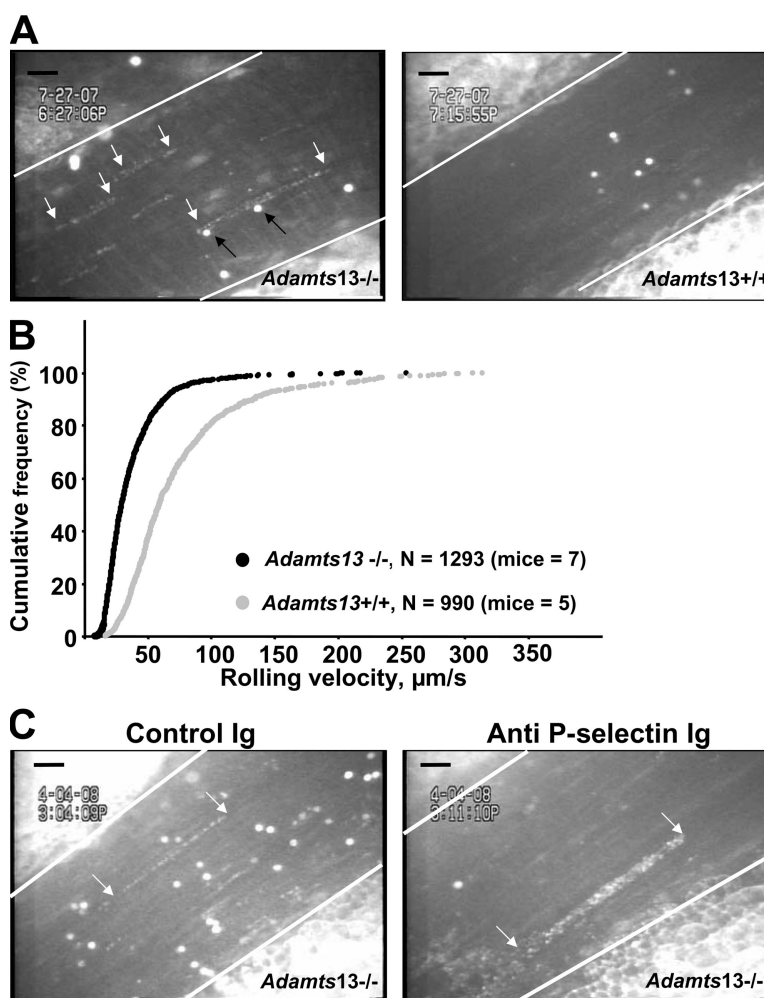 A
7-27-07
6:27:06P
Adamts13-/-
7-27-07
7:15:55P
Adamts13+/+
B
Cumulative frequency (%)
100
80
60
40
20
0
50 100 150 200 250 300 350
Rolling velocity, µm/s
Adamts13 -/-, N = 1293 (mice = 7)
Adamts13+/+, N = 990 (mice = 5)
C
Control Ig
4-04-08
3:04:09P
Adamts13-/-
Anti P-selectin Ig
4-04-08
:11:10P
Adamts13-/-